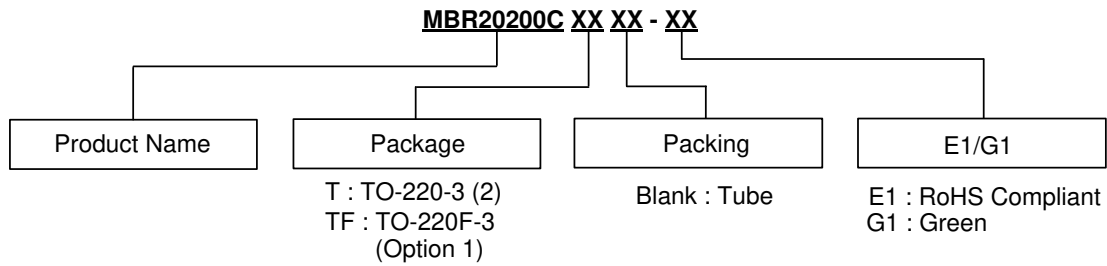 MBR20200C XX XX - XX
Product Name
Package
Packing
E1/G1
T : TO-220-3 (2)
TF : TO-220F-3
(Option 1)
Blank : Tube
E1 : RoHS Compliant
G1 : Green